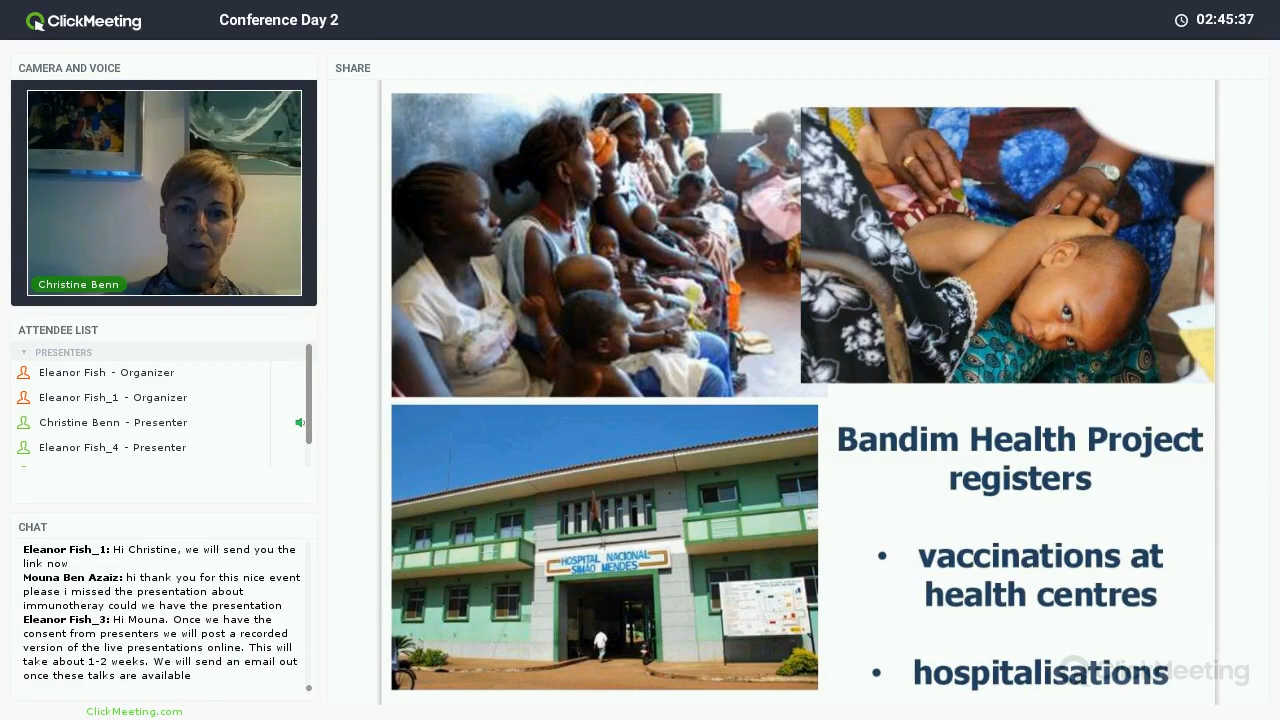 ClickMeeting
Conference Day 2
02:45:37
CAMERA AND VOICE
Christine Benn
ATTENDEE LIST
PRESENTERS
Eleanor Fish - Organizer
Eleanor Fish_1 - Organizer
Christine Benn - Presenter
Eleanor Fish_4 - Presenter
CHAT
Eleanor Fish_1: Hi Christine, we will send you the
link now
Mouna Ben Azaiz: hi thank you for this nice event
please missed the presentation about
immunotheray could we have the presentation
Eleanor Fish_3: Hi Mouna. Once we have the
consent from presenters we will post a recorded
version of the live presentations online. This will
take about 1-2 weeks. We will send an email out
once the talks are available
ClickMeeting.com
SHARE
HOSPITAL NACIONAL
SIMÃO MENDES
Bandim Health Project
registers
• vaccinations at
health centres
• hospitalisations
ClickMeeting